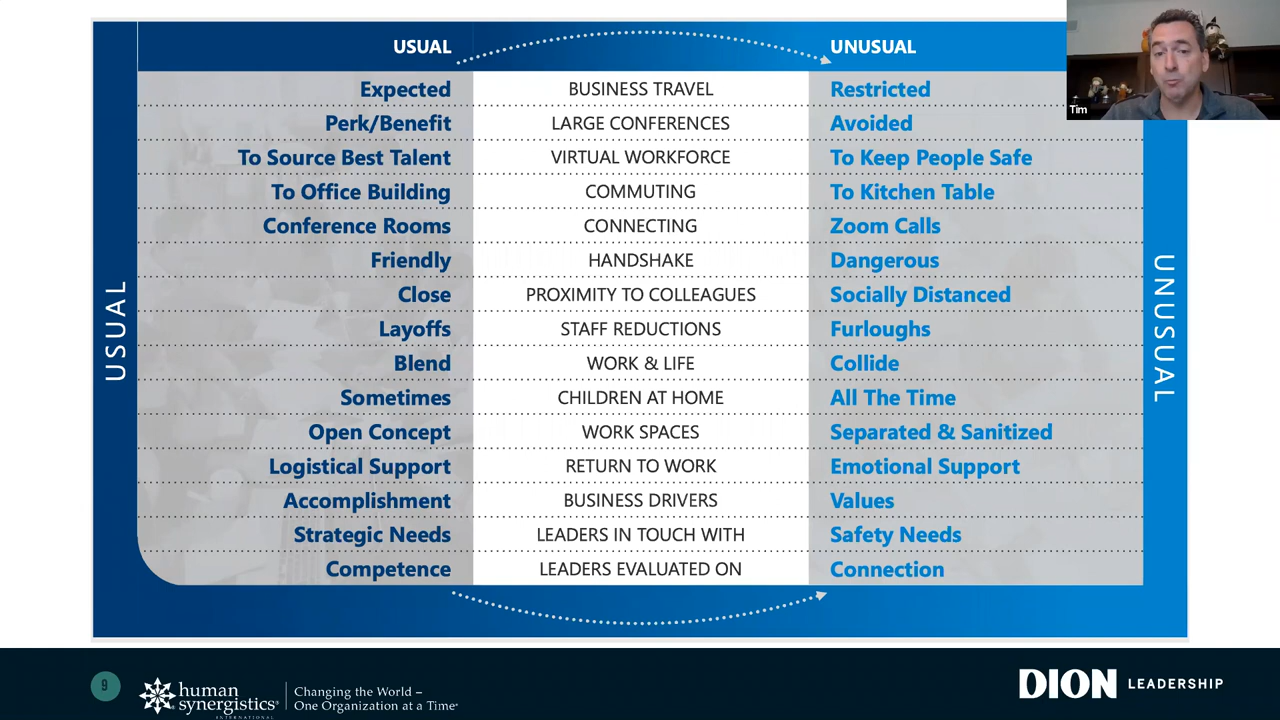 USUAL UNUSUAL
Tim
Expected BUSINESS TRAVEL Restricted
Perk/Benefit LARGE CONFERENCES Avoided
To Source Best Talent VIRTUAL WORKFORCE To Keep People Safe
To Office Building COMMUTING To Kitchen Table
Conference Rooms CONNECTING Zoom Calls
Friendly HANDSHAKE Dangerous
Close PROXIMITY TO COLLEAGUES Socially Distanced
Layoffs STAFF REDUCTIONS Furloughs
Blend WORK & LIFE Collide
Sometimes CHILDREN AT HOME All The Time
Open Concept WORK SPACES Separated & Sanitized
Logistical Support RETURN TO WORK Emotional Support
Accomplishment BUSINESS DRIVERS Values
Strategic Needs LEADERS IN TOUCH WITH Safety Needs
Competence LEADERS EVALUATED ON Connection
USUAL
UNUSUAL
9
human
synergistics®
INTERNATIONAL
Changing the World –
One Organization at a Time®
DION LEADERSHIP